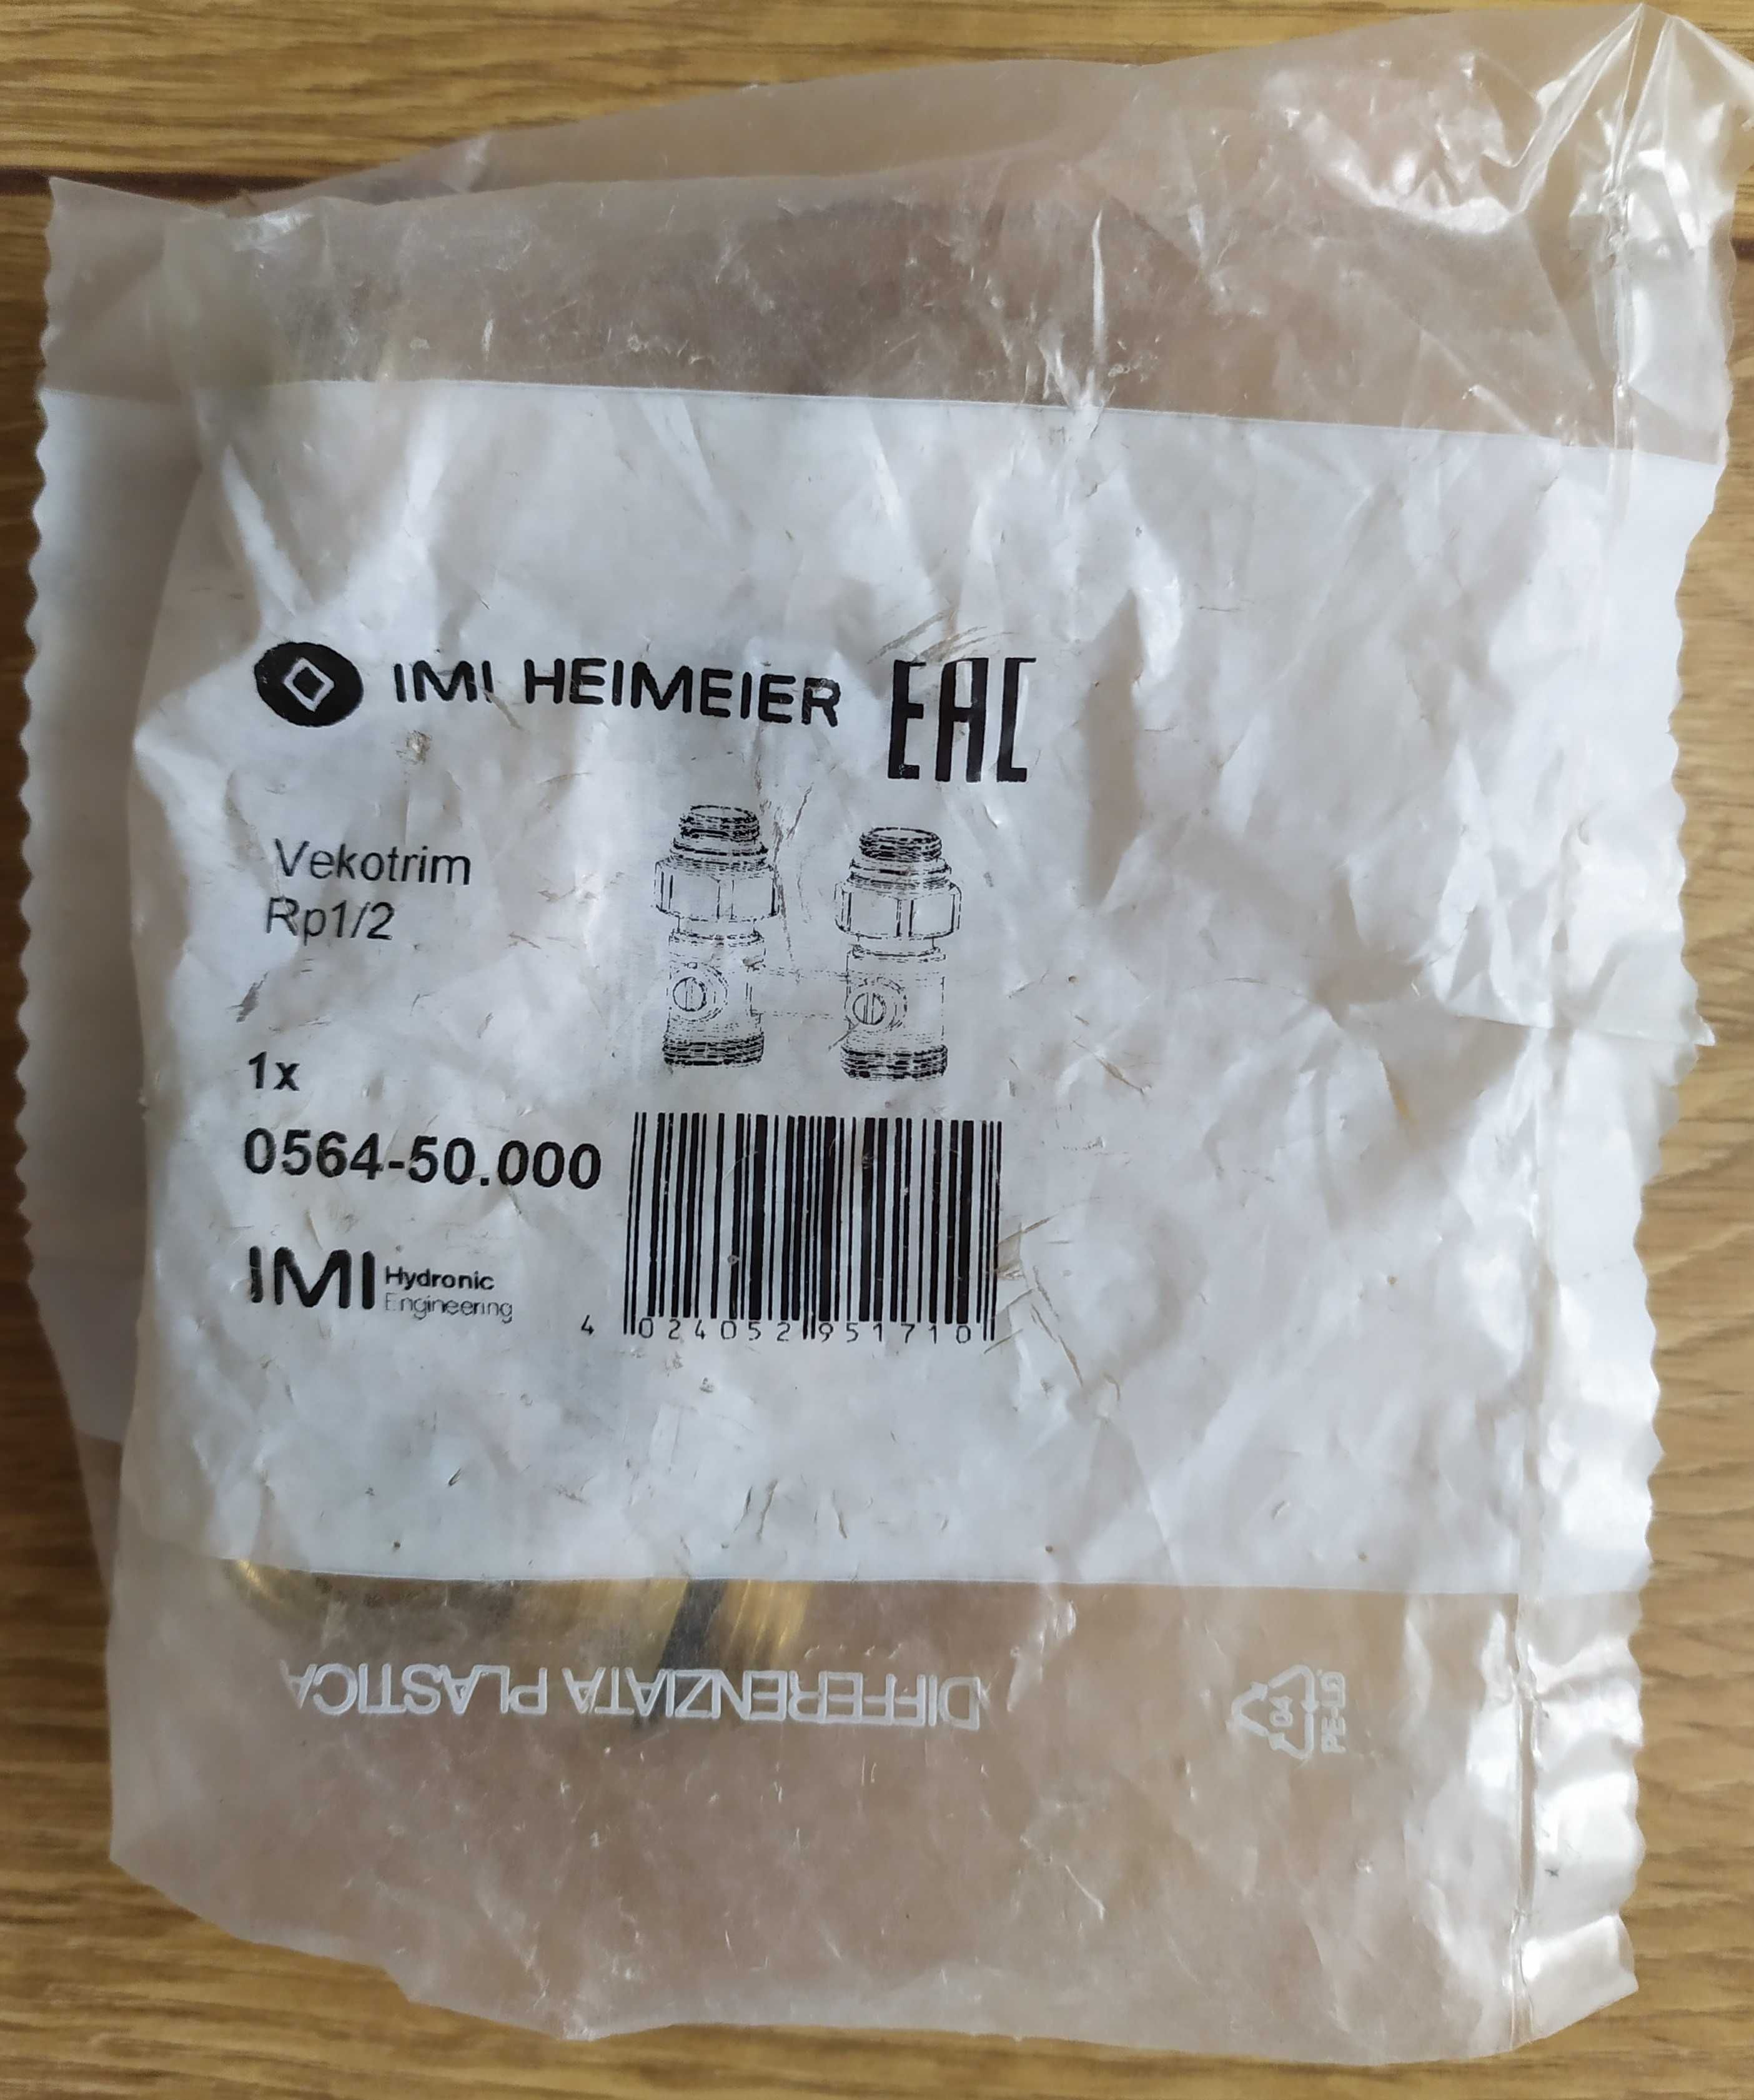 IMI HEIMEIER EAC
Vekotrim
Rp1/2
1x
0564-50.000
IMI Hydronic
Engineering
4 024052 951710
DIFFERENZIATA PLASTICA
04
PE-LD